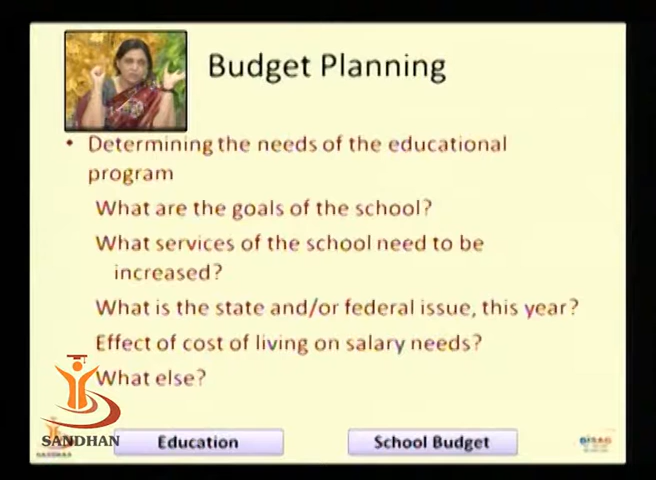 Budget Planning
• Determining the needs of the educational
program
What are the goals of the school?
What services of the school need to be
increased?
What is the state and/or federal issue, this year?
Effect of cost of living on salary needs?
What else?
SANDHAN
Education
School Budget